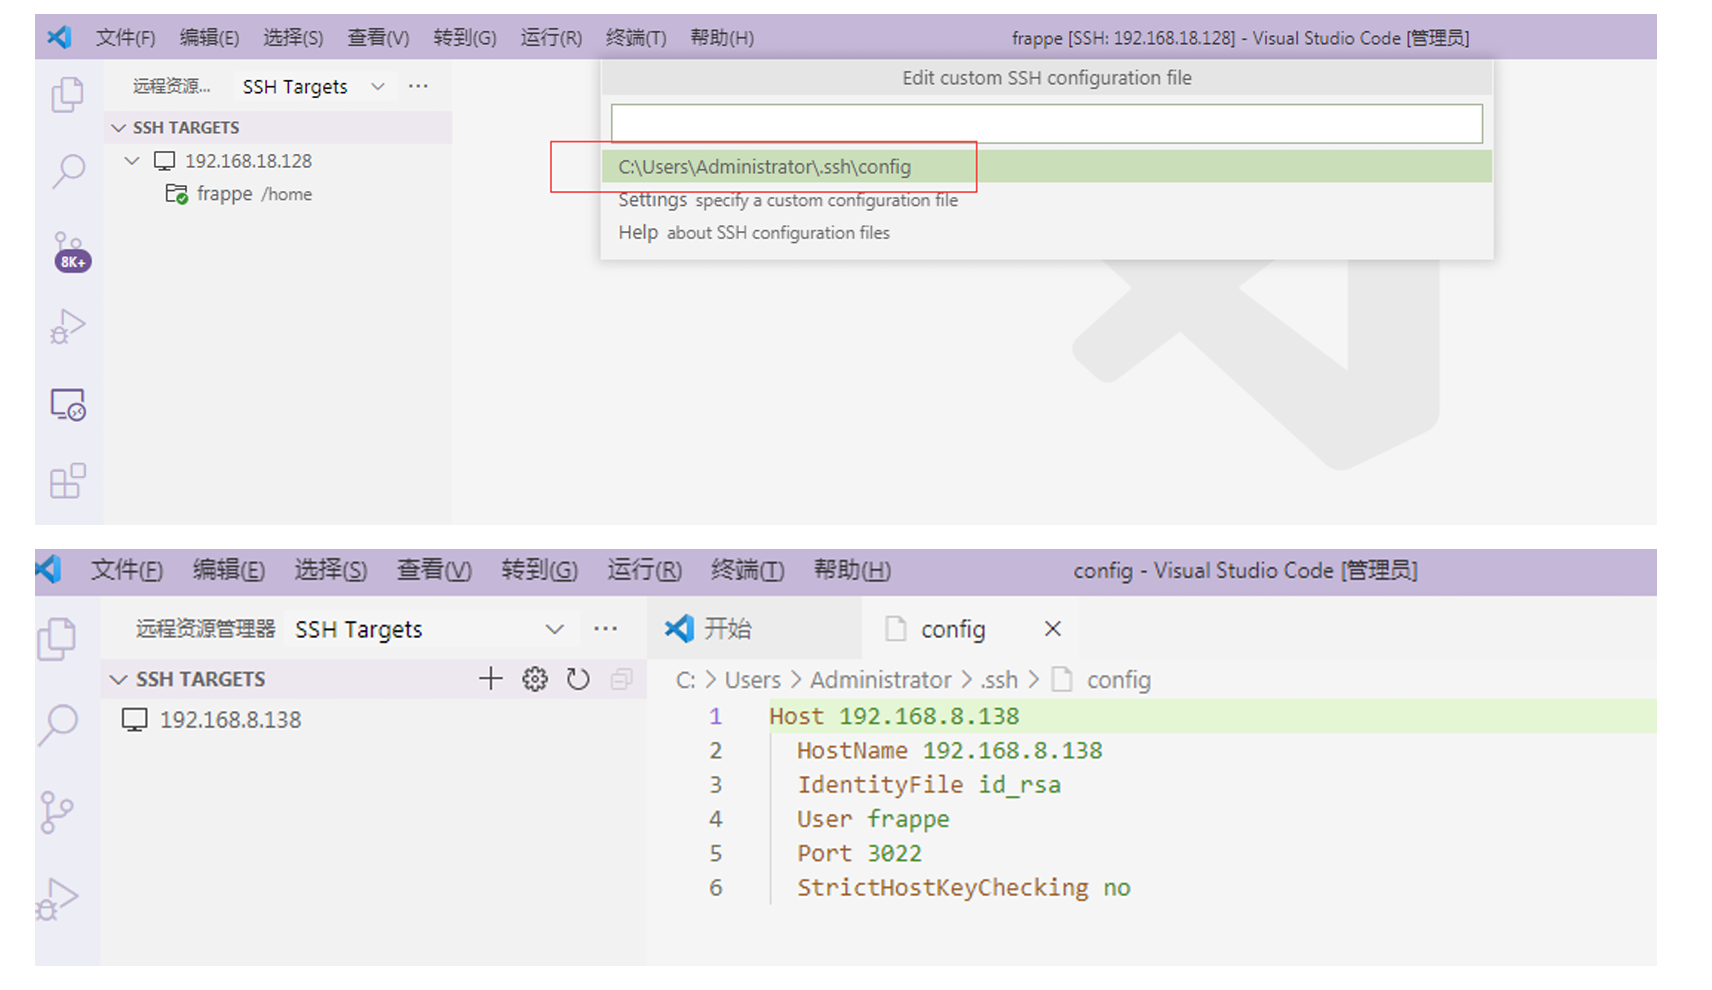 文件(F) 编辑(E) 选择(S) 查看(V) 转到(G) 运行(R) 终端(T) 帮助(H) frappe [SSH: 192.168.18.128] - Visual Studio Code [管理员]
远程资源... SSH Targets ...
Edit custom SSH configuration file
SSH TARGETS
192.168.18.128
frappe /home
C:\Users\Administrator\.ssh\config
Settings specify a custom configuration file
Help about SSH configuration files
8K+
文件(F) 编辑(E) 选择(S) 查看(V) 转到(G) 运行(R) 终端(T) 帮助(H) config - Visual Studio Code [管理员]
远程资源管理器 SSH Targets ... 开始 config
SSH TARGETS
C: > Users > Administrator > .ssh > config
192.168.8.138
1 Host 192.168.8.138
2 HostName 192.168.8.138
3 IdentityFile id_rsa
4 User frappe
5 Port 3022
6 StrictHostKeyChecking no